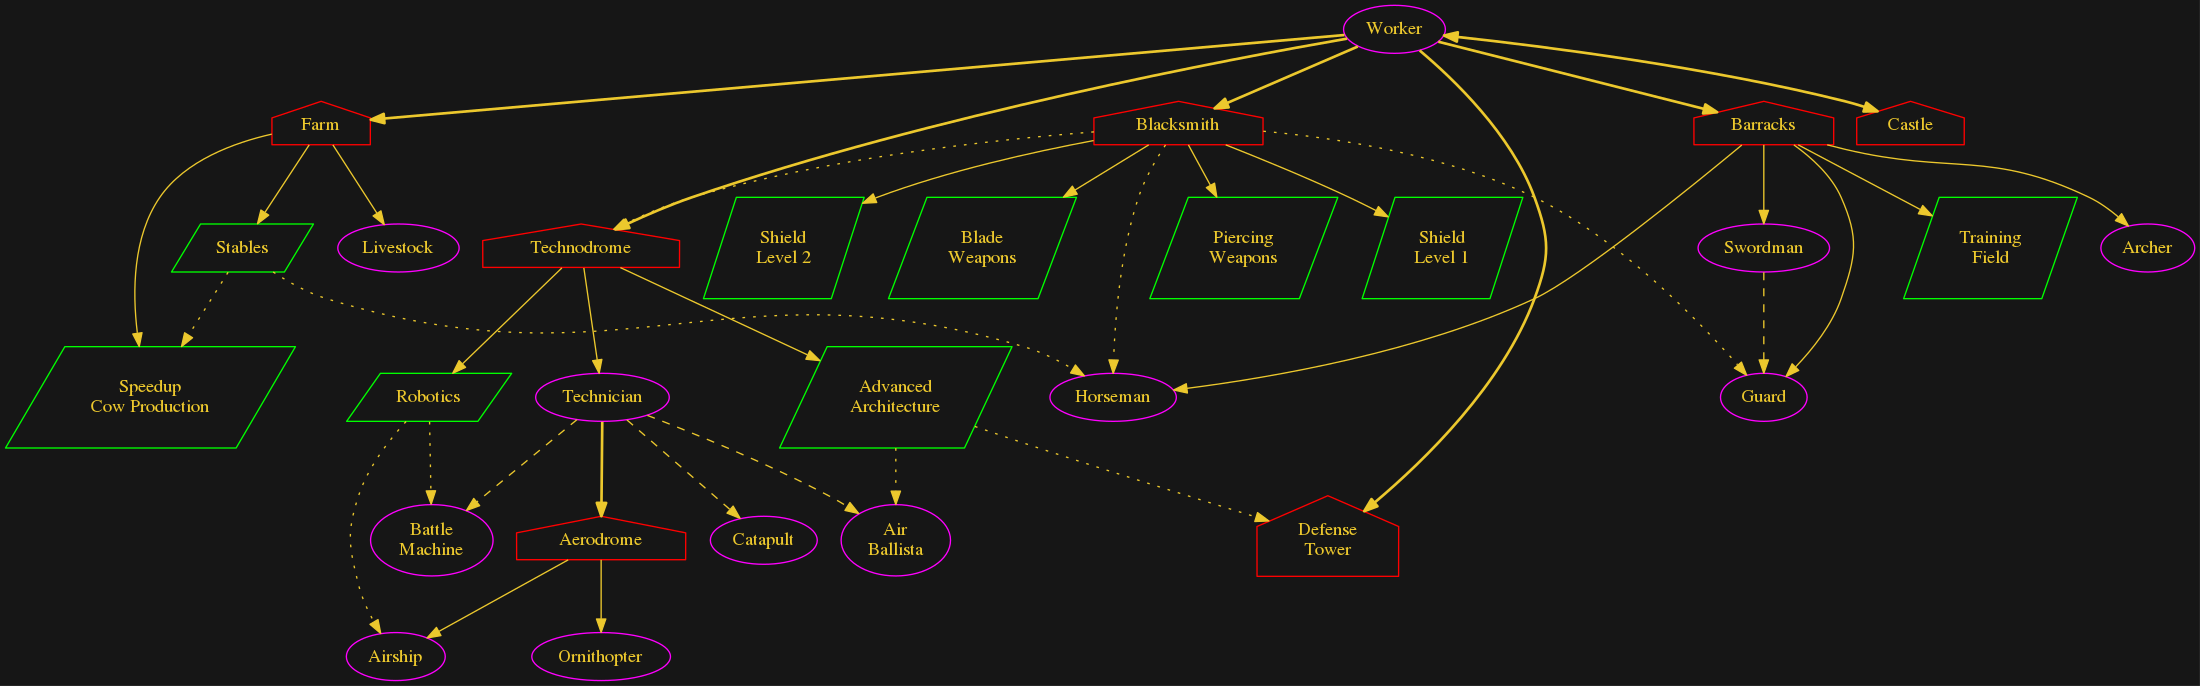 Worker
Farm
Blacksmith
Barracks
Castle
Stables
Livestock
Technodrome
Shield
Level 2
Blade
Weapons
Piercing
Weapons
Shield
Level 1
Swordman
Training
Field
Archer
Speedup
Cow Production
Robotics
Technician
Advanced
Architecture
Horseman
Guard
Battle
Machine
Aerodrome
Catapult
Air
Ballista
Defense
Tower
Airship
Ornithopter